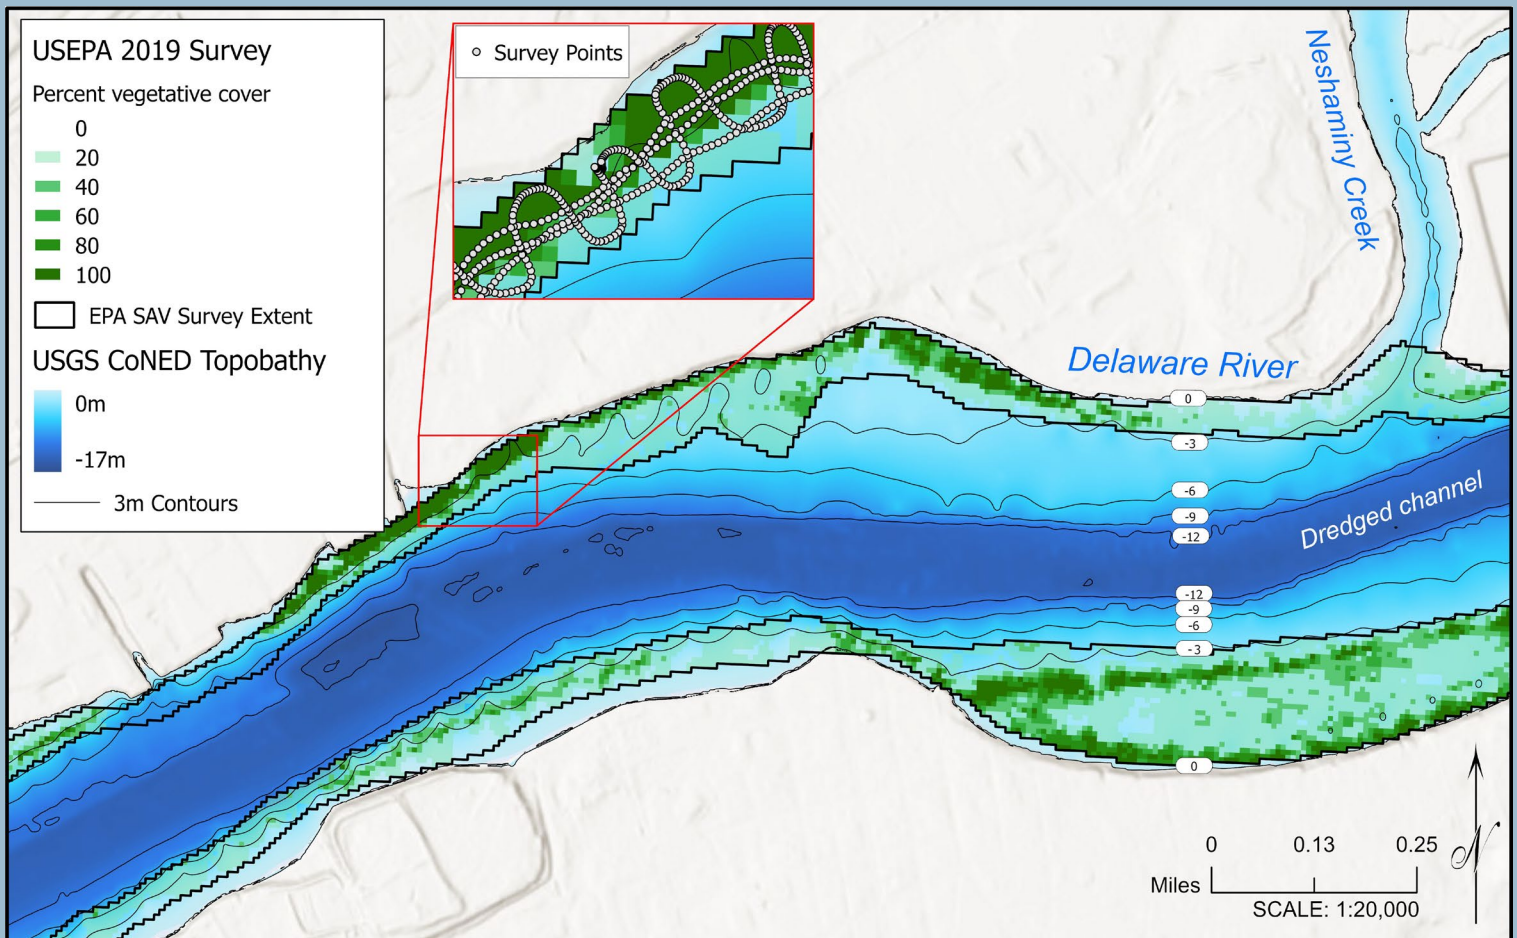 USEPA 2019 Survey
Percent vegetative cover
0
20
40
60
80
100
EPA SAV Survey Extent
USGS CoNED Topobathy
0m
-17m
3m Contours
Survey Points
Neshaminy Creek
Delaware River
0
-3
-6
-9
-12
Dredged channel
-12
-9
-6
-3
0
0 0.13 0.25
Miles
SCALE: 1:20,000
N